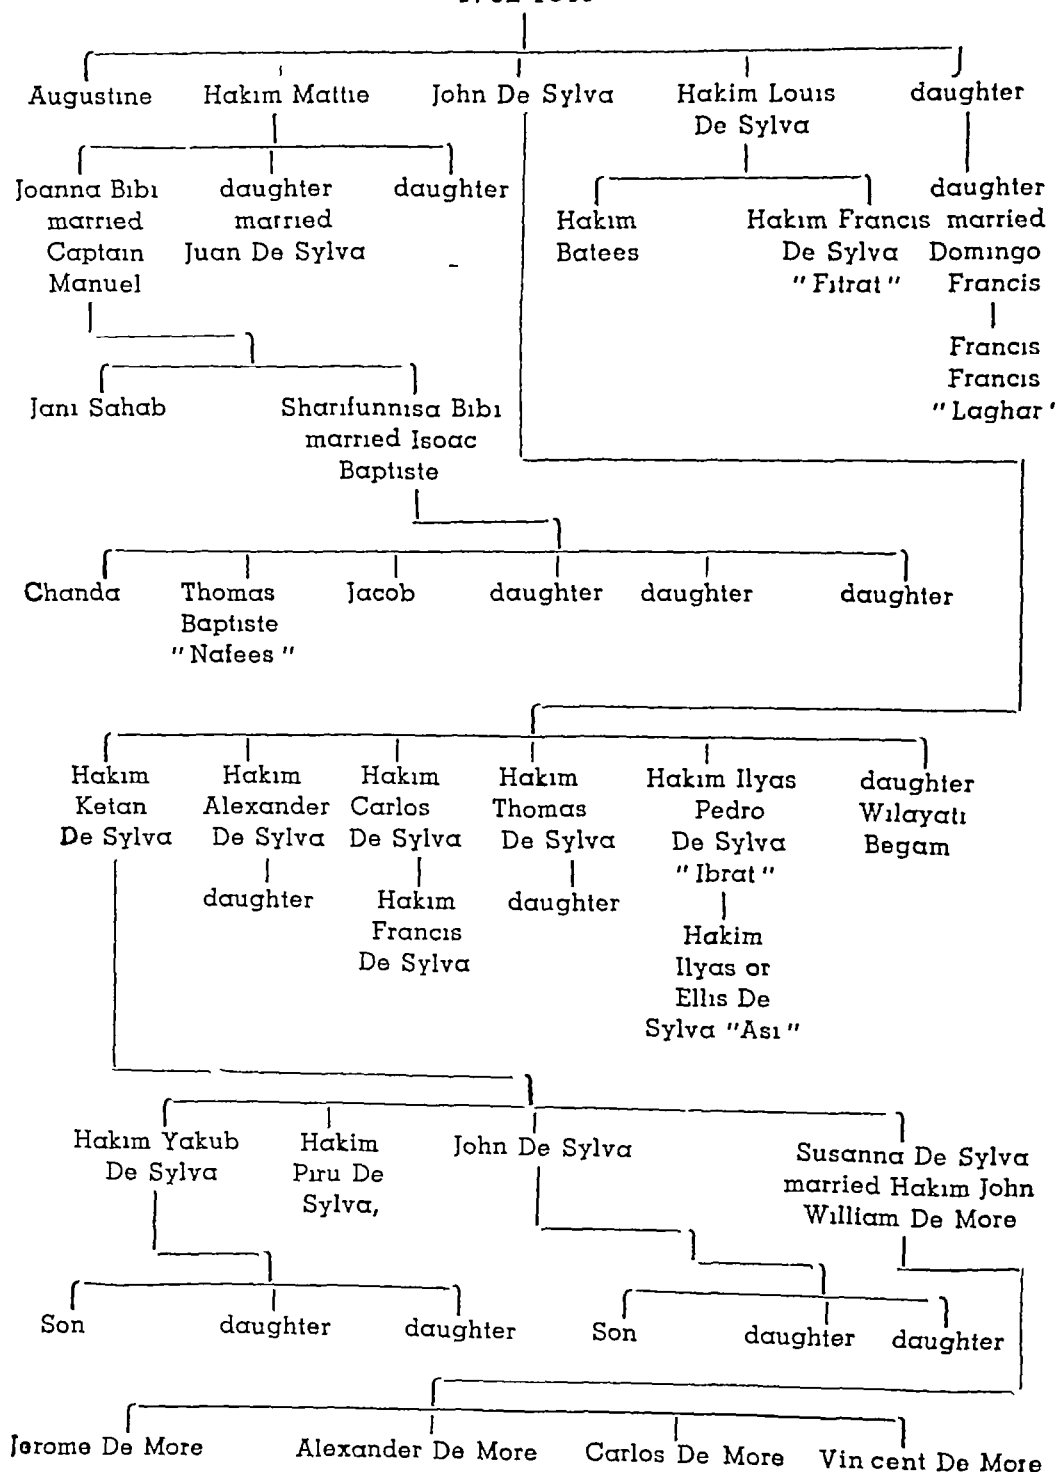 Augustine
Hakim Mattie
John De Sylva
Hakim Louis
De Sylva
daughter
Joanna Bibi
married
Captain
Manuel
daughter
married
Juan De Sylva
daughter
Hakim
Batees
Hakim Francis
De Sylva
"Fitrat"
daughter
married
Domingo
Francis
Francis
Francis
"Laghar"
Jani Sahab
Sharifunnisa Bibi
married Isoac
Baptiste
Chanda
Thomas
Baptiste
"Nafees"
Jacob
daughter
daughter
daughter
Hakim
Ketan
De Sylva
Hakim
Alexander
De Sylva
daughter
Hakim
Carlos
De Sylva
Hakim
Francis
De Sylva
Hakim
Thomas
De Sylva
daughter
Hakim Ilyas
Pedro
De Sylva
"Ibrat"
Hakim
Ilyas or
Ellis De
Sylva "Asi"
daughter
Wilayati
Begam
Hakim Yakub
De Sylva
Hakim
Piru De
Sylva,
John De Sylva
Susanna De Sylva
married Hakim John
William De More
Son
daughter
daughter
Son
daughter
daughter
Jerome De More
Alexander De More
Carlos De More
Vincent De More